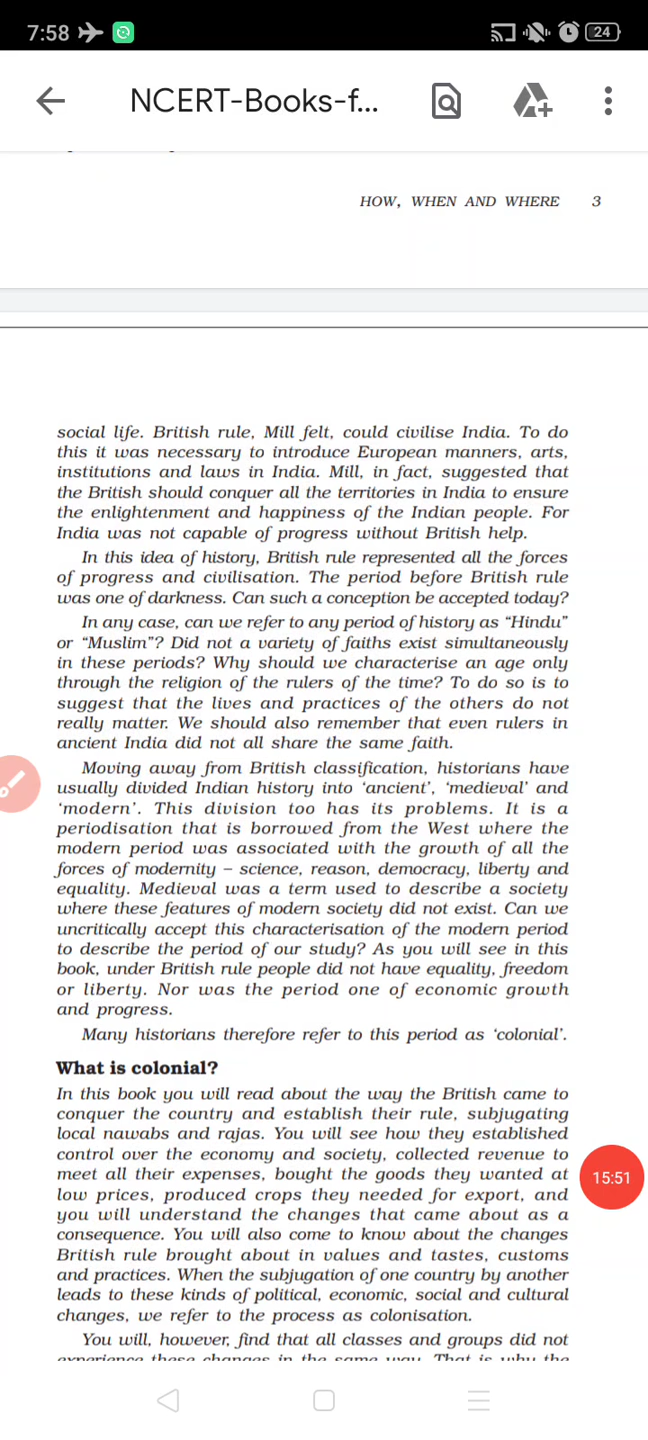 7:58
24
NCERT-Books-f...
HOW, WHEN AND WHERE 3
social life. British rule, Mill felt, could civilise India. To do
this it was necessary to introduce European manners, arts,
institutions and laws in India. Mill, in fact, suggested that
the British should conquer all the territories in India to ensure
the enlightenment and happiness of the Indian people. For
India was not capable of progress without British help.
In this idea of history, British rule represented all the forces
of progress and civilisation. The period before British rule
was one of darkness. Can such a conception be accepted today?
In any case, can we refer to any period of history as “Hindu”
or “Muslim”? Did not a variety of faiths exist simultaneously
in these periods? Why should we characterise an age only
through the religion of the rulers of the time? To do so is to
suggest that the lives and practices of the others do not
really matter. We should also remember that even rulers in
ancient India did not all share the same faith.
Moving away from British classification, historians have
usually divided Indian history into ‘ancient’, ‘medieval’ and
‘modern’. This division too has its problems. It is a
periodisation that is borrowed from the West where the
modern period was associated with the growth of all the
forces of modernity – science, reason, democracy, liberty and
equality. Medieval was a term used to describe a society
where these features of modern society did not exist. Can we
uncritically accept this characterisation of the modern period
to describe the period of our study? As you will see in this
book, under British rule people did not have equality, freedom
or liberty. Nor was the period one of economic growth
and progress.
Many historians therefore refer to this period as ‘colonial’.
What is colonial?
In this book you will read about the way the British came to
conquer the country and establish their rule, subjugating
local nawabs and rajas. You will see how they established
control over the economy and society, collected revenue to
meet all their expenses, bought the goods they wanted at
15:51
low prices, produced crops they needed for export, and
you will understand the changes that came about as a
consequence. You will also come to know about the changes
British rule brought about in values and tastes, customs
and practices. When the subjugation of one country by another
leads to these kinds of political, economic, social and cultural
changes, we refer to the process as colonisation.
You will, however, find that all classes and groups did not
experience these changes in the same way. That is why the